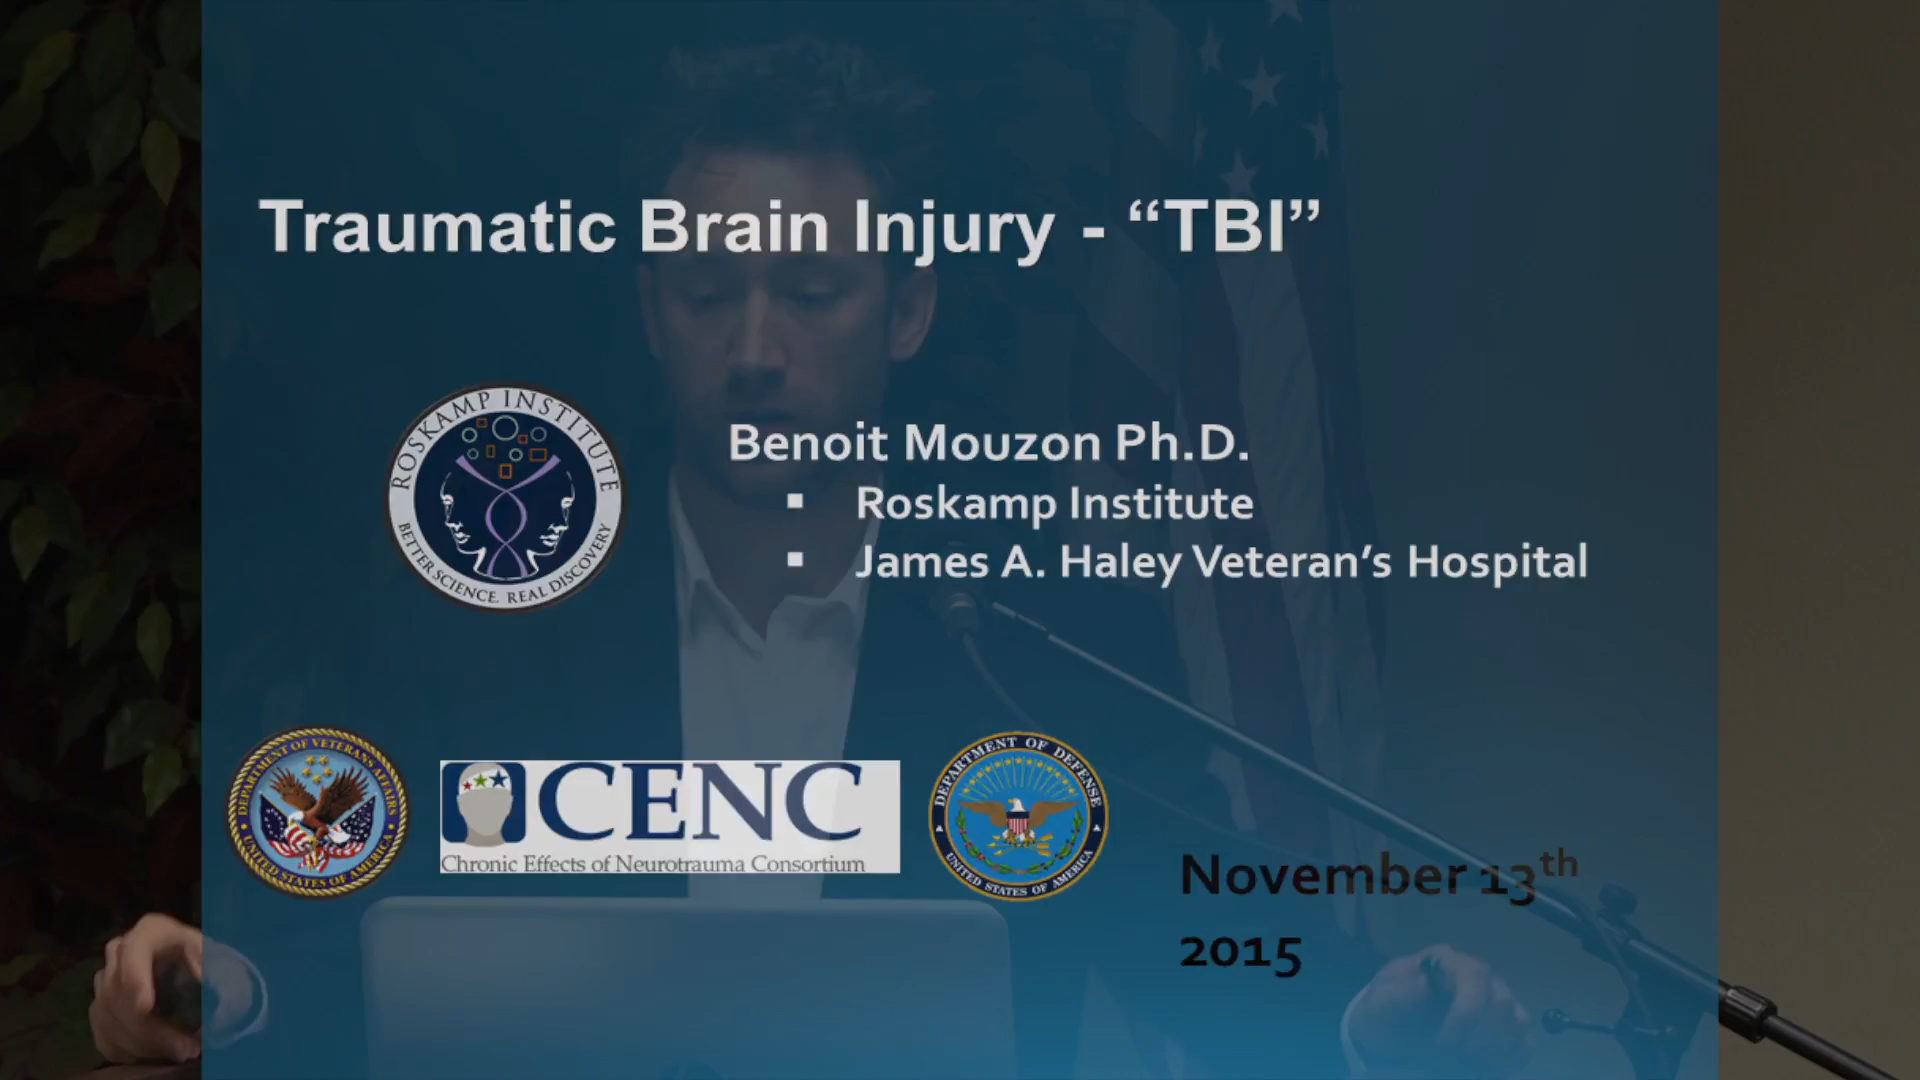 Traumatic Brain Injury - “TBI”
ROSKAMP INSTITUTE
BETTER SCIENCE. REAL DISCOVERY
Benoit Mouzon Ph.D.
▪ Roskamp Institute
▪ James A. Haley Veteran’s Hospital
DEPARTMENT OF VETERANS AFFAIRS
UNITED STATES OF AMERICA
CENC
Chronic Effects of Neurotrauma Consortium
DEPARTMENT OF DEFENSE
UNITED STATES OF AMERICA
November 13th
2015